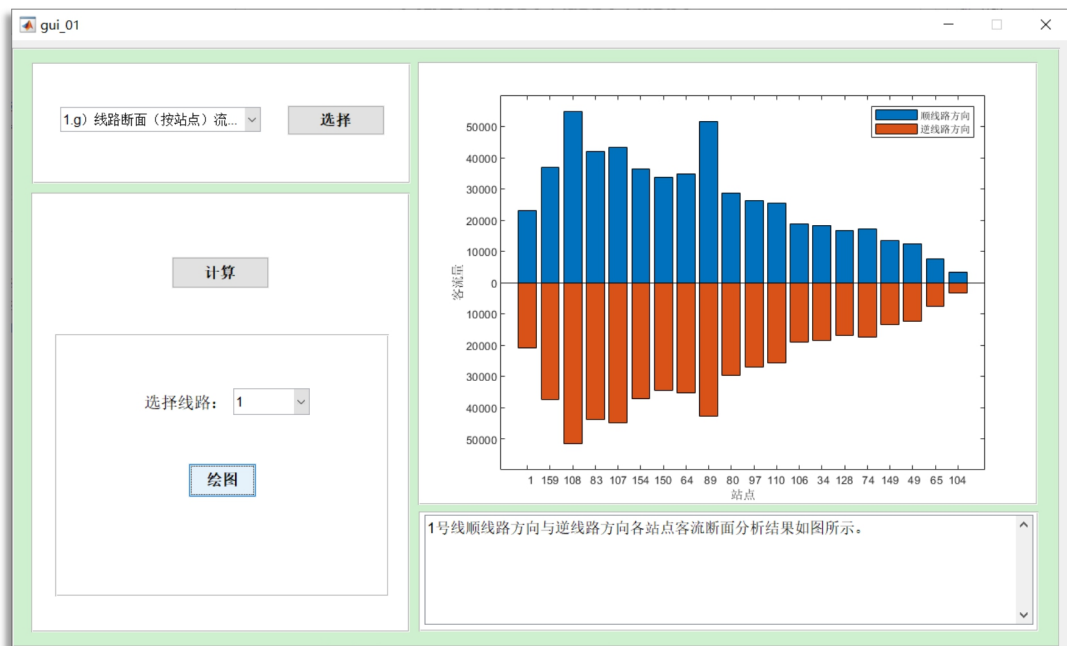 gui_01
1.g）线路断面（按站点）流...
选择
计算
选择线路：
1
绘图
顺线路方向
逆线路方向
50000
40000
30000
20000
10000
0
10000
20000
30000
40000
50000
客流量
1 159 108 83 107 154 150 64 89 80 97 110 106 34 128 74 149 49 65 104
站点
1号线顺线路方向与逆线路方向各站点客流断面分析结果如图所示。